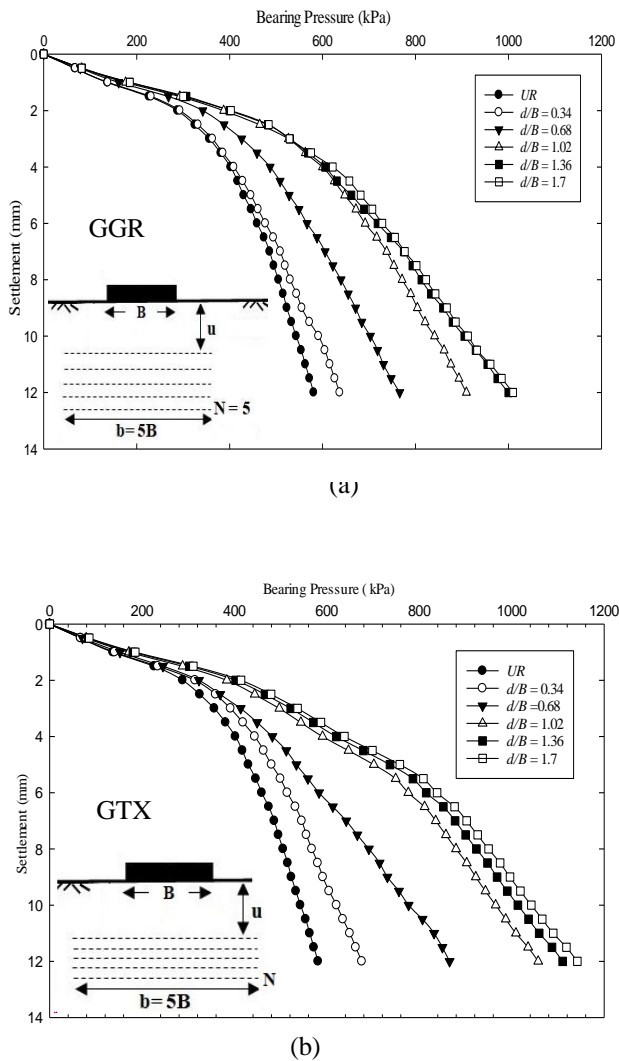 Bearing Pressure (kPa)
0 200 400 600 800 1000 1200
0
2
4
6
8
10
12
14
Settlement (mm)
UR
d/B = 0.34
d/B = 0.68
d/B = 1.02
d/B = 1.36
d/B = 1.7
GGR
B
u
N = 5
b= 5B
(a)
Bearing Pressure ( kPa)
0 200 400 600 800 1000 1200
0
2
4
6
8
10
12
14
Settlement (mm)
UR
d/B = 0.34
d/B =0.68
d/B = 1.02
d/B = 1.36
d/B = 1.7
GTX
B
u
N
b= 5B
(b)